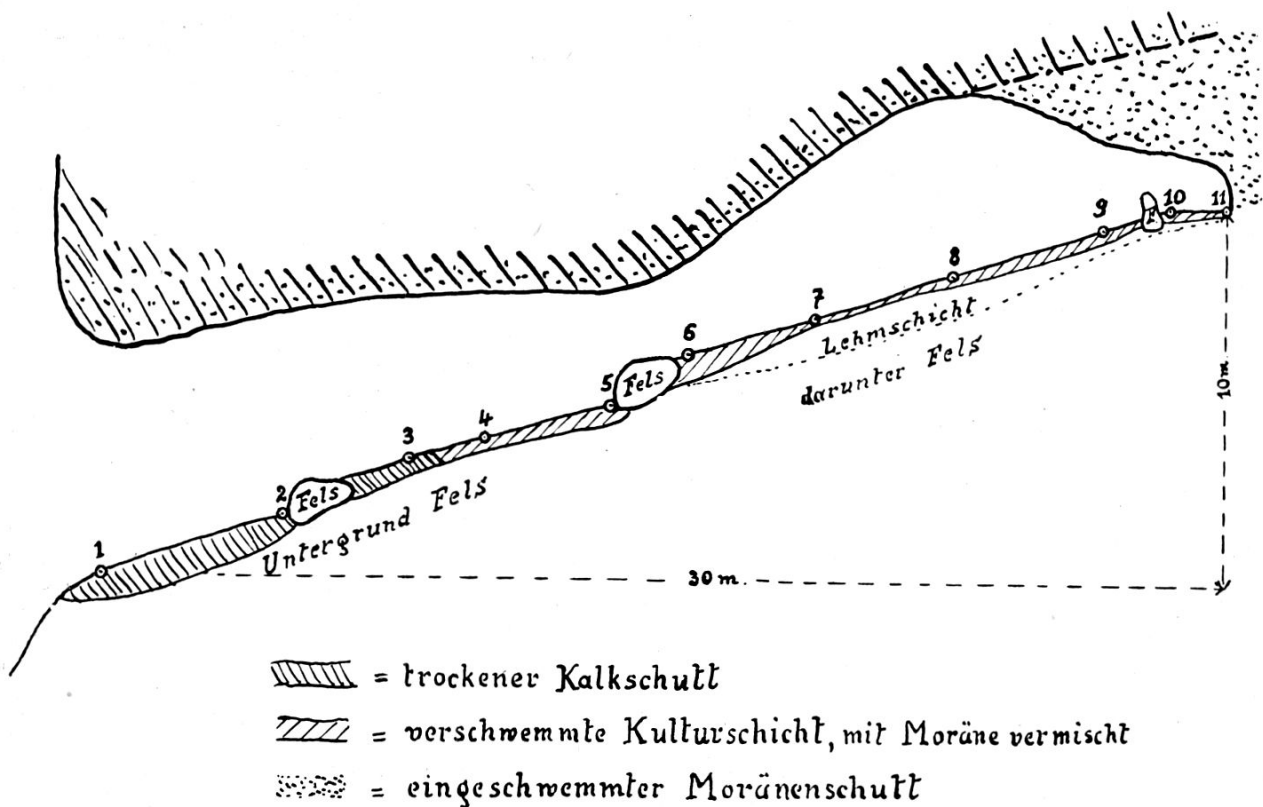 11
10
F
9
8
7
Lehmschicht
darunter Fels
6
Fels
5
4
3
Fels
2
Untergrund Fels
1
10m.
30 m.
= trockener Kalkschutt
= verschwemmte Kulturschicht, mit Moräne vermischt
= eingeschwemmter Moränenschutt